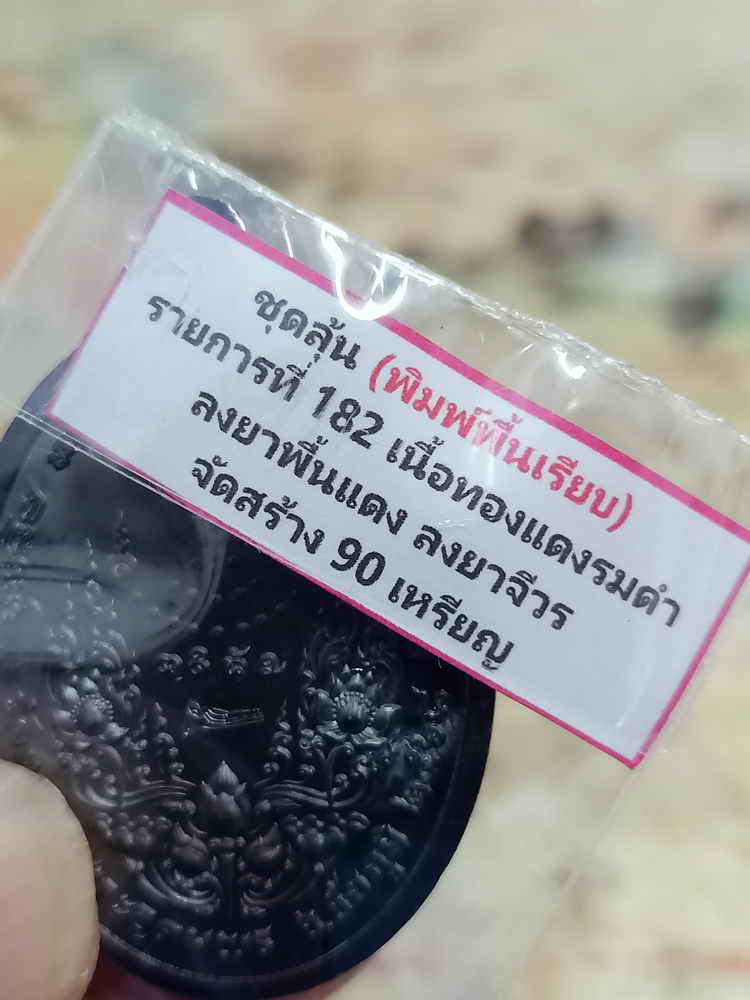 ชุดลุ้น (พิมพ์พื้นเรียบ)
รายการที่ 182 เนื้อทองแดงรมดำ
ลงยาพื้นแดง ลงยาจีวร
จัดสร้าง 90 เหรียญ